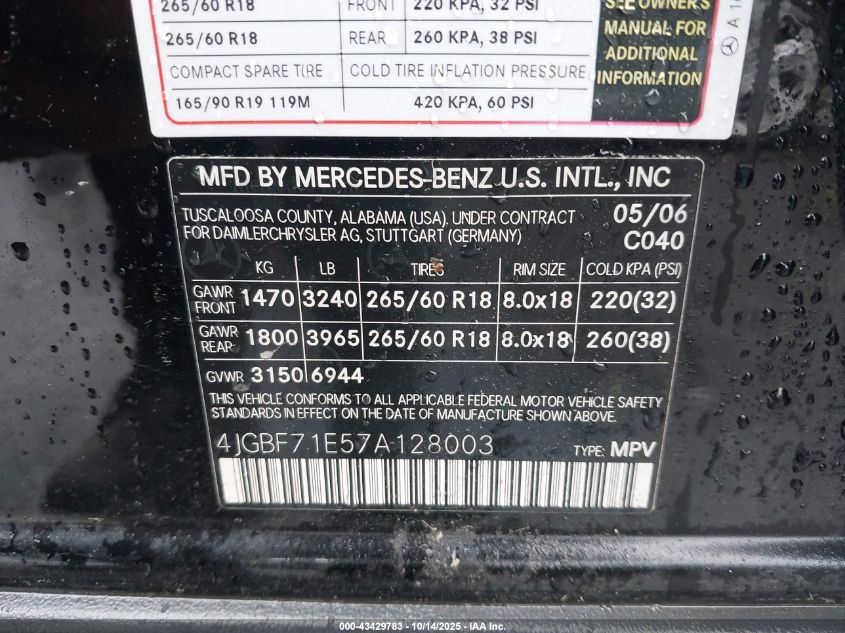 265/60 R18 FRONT 220 KPA, 32 PSI
265/60 R18 REAR 260 KPA, 38 PSI
COMPACT SPARE TIRE COLD TIRE INFLATION PRESSURE
165/90 R19 119M 420 KPA, 60 PSI
SEE OWNER'S
MANUAL FOR
ADDITIONAL
INFORMATION
MFD BY MERCEDES-BENZ U.S. INTL., INC
TUSCALOOSA COUNTY, ALABAMA (USA). UNDER CONTRACT 05/06
FOR DAIMLERCHRYSLER AG, STUTTGART (GERMANY) C040
KG LB TIRES RIM SIZE COLD KPA (PSI)
GAWR FRONT 1470 3240 265/60 R18 8.0x18 220(32)
GAWR REAR 1800 3965 265/60 R18 8.0x18 260(38)
GVWR 3150 6944
THIS VEHICLE CONFORMS TO ALL APPLICABLE FEDERAL MOTOR VEHICLE SAFETY
STANDARDS IN EFFECT ON THE DATE OF MANUFACTURE SHOWN ABOVE.
4JGBF71E57A128003 TYPE: MPV
000-43429783 - 10/14/2025 - IAA Inc.